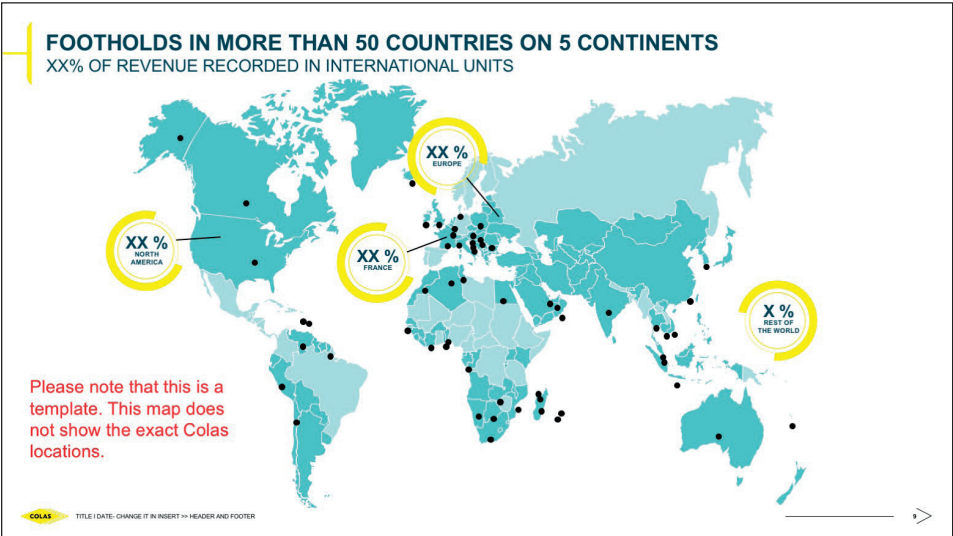 FOOTHOLDS IN MORE THAN 50 COUNTRIES ON 5 CONTINENTS
XX% OF REVENUE RECORDED IN INTERNATIONAL UNITS
XX %
EUROPE
XX %
NORTH
AMERICA
XX %
FRANCE
X %
REST OF
THE WORLD
Please note that this is a
template. This map does
not show the exact Colas
locations.
COLAS
TITLE I DATE- CHANGE IT IN INSERT >> HEADER AND FOOTER
9